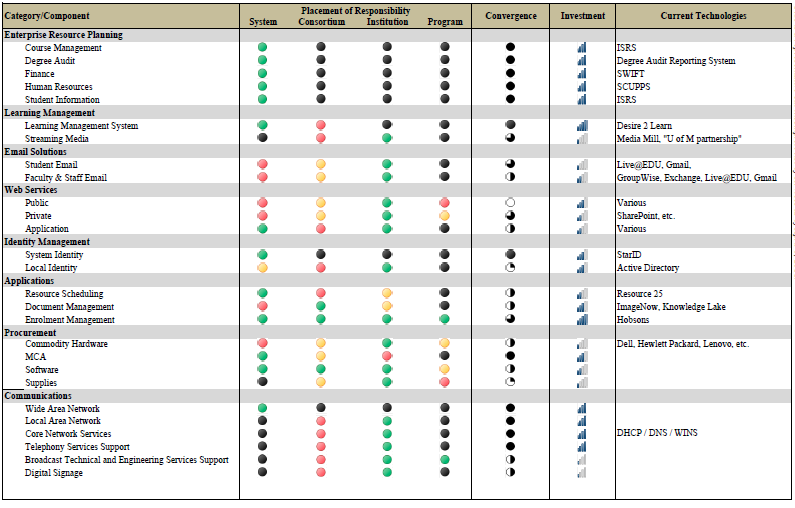 Category/Component Placement of Responsibility Convergence Investment Current Technologies
System Consortium Institution Program
Enterprise Resource Planning
Course Management ISRS
Degree Audit Degree Audit Reporting System
Finance SWIFT
Human Resources SCUPPS
Student Information ISRS
Learning Management
Learning Management System Desire 2 Learn
Streaming Media Media Mill, "U of M partnership"
Email Solutions
Student Email Live@EDU, Gmail,
Faculty & Staff Email GroupWise, Exchange, Live@EDU, Gmail
Web Services
Public Various
Private SharePoint, etc.
Application Various
Identity Management
System Identity StarID
Local Identity Active Directory
Applications
Resource Scheduling Resource 25
Document Management ImageNow, Knowledge Lake
Enrolment Management Hobsons
Procurement
Commodity Hardware Dell, Hewlett Packard, Lenovo, etc.
MCA
Software
Supplies
Communications
Wide Area Network
Local Area Network
Core Network Services DHCP / DNS / WINS
Telephony Services Support
Broadcast Technical and Engineering Services Support
Digital Signage